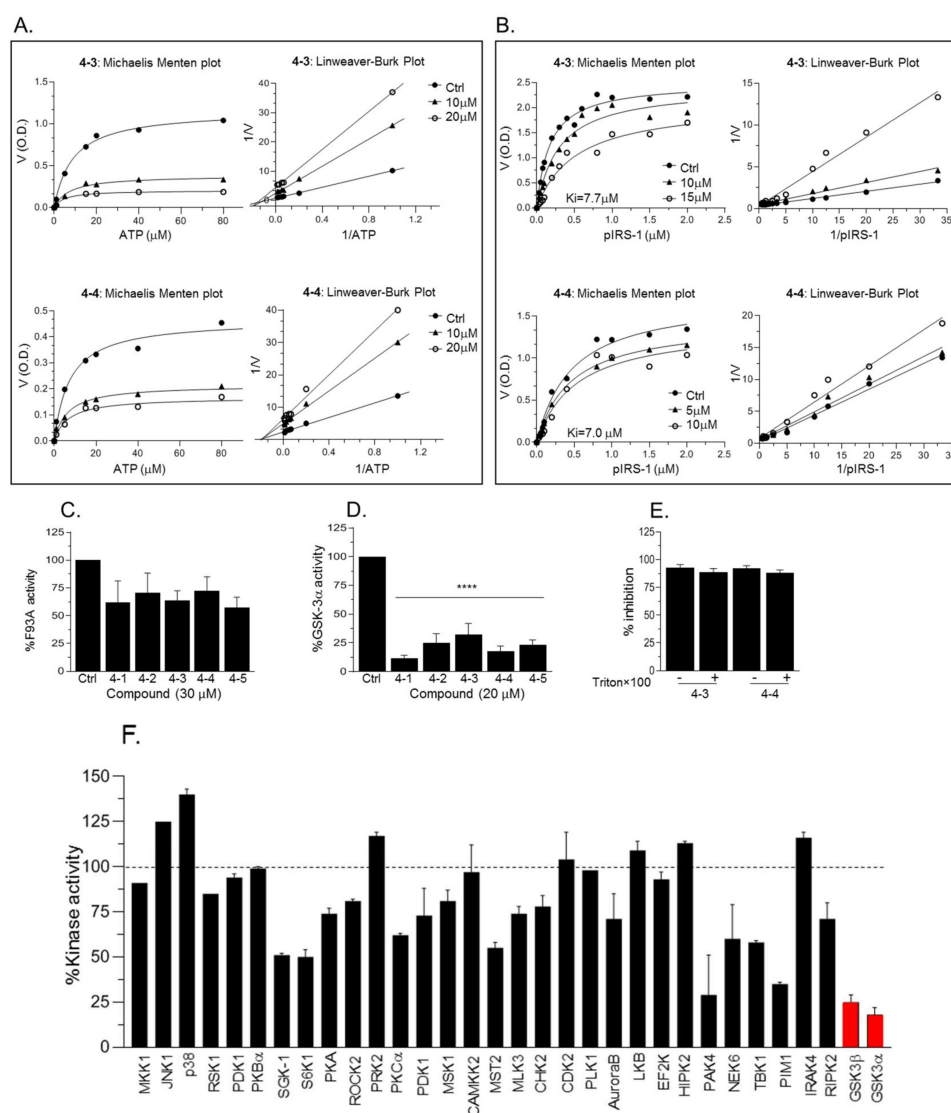 A.
4-3: Michaelis Menten plot
V (O.D.)
1.5
1.0
0.5
0.0
0
20
40
60
80
ATP (μM)
4-3: Linweaver-Burk Plot
1/V
40
30
20
10
0
0.0
0.4
0.8
1.2
1/ATP
Ctrl
10μM
20μM
4-4: Michaelis Menten plot
V (O.D.)
0.5
0.4
0.3
0.2
0.1
0.0
0
20
40
60
80
ATP (μM)
4-4: Linweaver-Burk Plot
1/V
40
30
20
10
0
0.0
0.4
0.8
1.2
1/ATP
Ctrl
10μM
20μM
B.
4-3: Michaelis Menten plot
V (O.D.)
3.0
2.5
2.0
1.5
1.0
0.5
0.0
0.0
0.5
1.0
1.5
2.0
pIRS-1 (μM)
Ki=7.7μM
Ctrl
10μM
15μM
4-3: Linweaver-Burk Plot
1/V
15
12
9
6
3
0
0
5
10
15
20
25
30
35
1/pIRS-1
4-4: Michaelis Menten plot
V (O.D.)
2.0
1.5
1.0
0.5
0.0
0.0
0.5
1.0
1.5
2.0
pIRS-1 (μM)
Ki=7.0 μM
Ctrl
5μM
10μM
4-4: Linweaver-Burk Plot
1/V
20
15
10
5
0
0
5
10
15
20
25
30
1/pIRS-1
C.
%F93A activity
125
100
75
50
25
0
Ctrl 4-1 4-2 4-3 4-4 4-5
Compound (30 μM)
D.
%GSK-3α activity
125
100
75
50
25
0
****
Ctrl 4-1 4-2 4-3 4-4 4-5
Compound (20 μM)
E.
% inhibition
125
100
75
50
25
0
Triton×100 - + - +
4-3 4-4
F.
%Kinase activity
150
125
100
75
50
25
0
MKK1
JNK1
p38
RSK1
PDK1
PKBα
SGK-1
S6K1
PKA
ROCK2
PRK2
PKCα
PDK1
MSK1
CAMKK2
MST2
MLK3
CHK2
CDK2
PLK1
AuroraB
LKB
EF2K
HIPK2
PAK4
NEK6
TBK1
PIM1
IRAK4
RIPK2
GSK3β
GSK3α